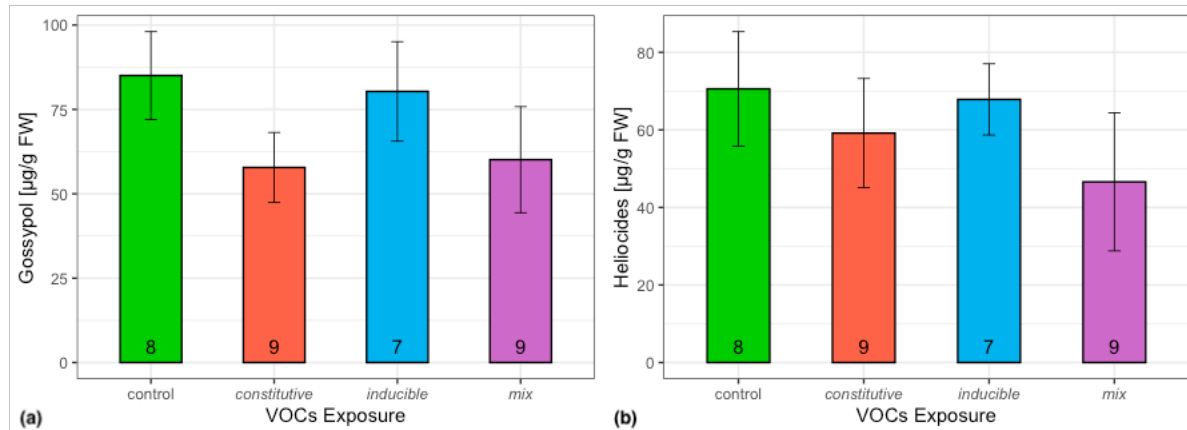 Gossypol [µg/g FW]
100
75
50
25
0
8
9
7
9
control
constitutive
inducible
mix
(a)
VOCs Exposure
Heliocides [µg/g FW]
80
60
40
20
0
8
9
7
9
control
constitutive
inducible
mix
(b)
VOCs Exposure